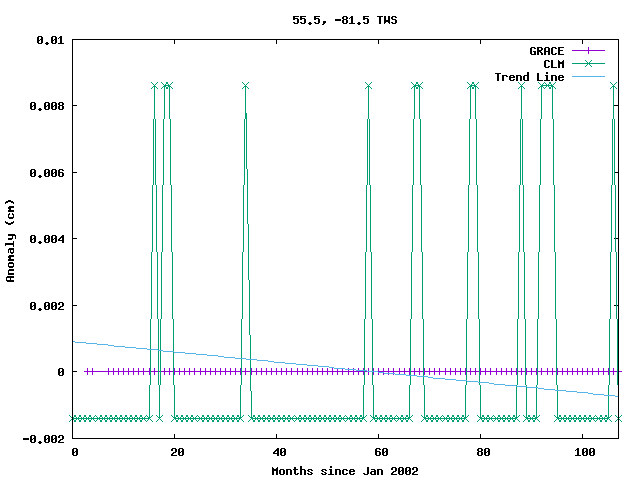 55.5, -81.5 TWS
GRACE
CLM
Trend Line
0.01
0.008
0.006
0.004
0.002
0
-0.002
Anomaly (cm)
0 20 40 60 80 100
Months since Jan 2002